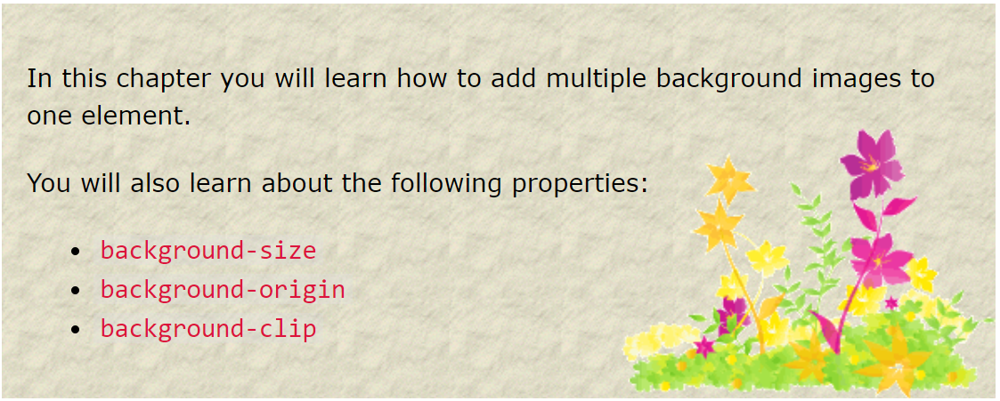 In this chapter you will learn how to add multiple background images to
one element.
You will also learn about the following properties:
background-size
background-origin
background-clip